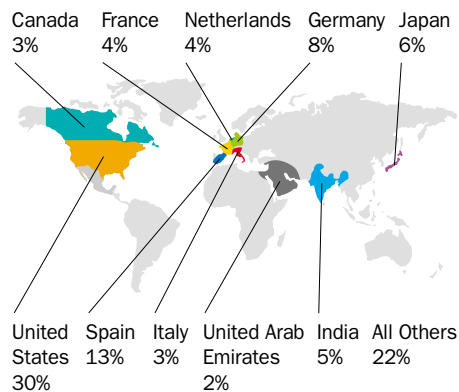 Canada
3%
France
4%
Netherlands
4%
Germany
8%
Japan
6%
United
States
30%
Spain
13%
Italy
3%
United Arab
Emirates
2%
India
5%
All Others
22%